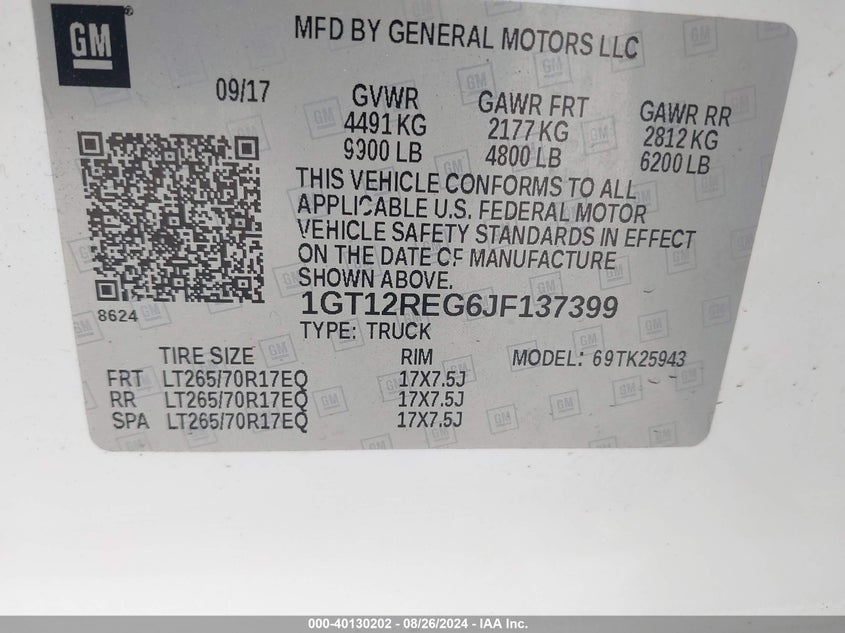 GM
MFD BY GENERAL MOTORS LLC
09/17
GVWR
4491 KG
9900 LB
GAWR FRT
2177 KG
4800 LB
GAWR RR
2812 KG
6200 LB
THIS VEHICLE CONFORMS TO ALL
APPLICABLE U.S. FEDERAL MOTOR
VEHICLE SAFETY STANDARDS IN EFFECT
ON THE DATE OF MANUFACTURE
SHOWN ABOVE.
8624
1GT12REG6JF137399
TYPE: TRUCK
TIRE SIZE RIM MODEL: 69TK25943
FRT LT265/70R17EQ 17X7.5J
RR LT265/70R17EQ 17X7.5J
SPA LT265/70R17EQ 17X7.5J
000-40130202 - 08/26/2024 - IAA Inc.